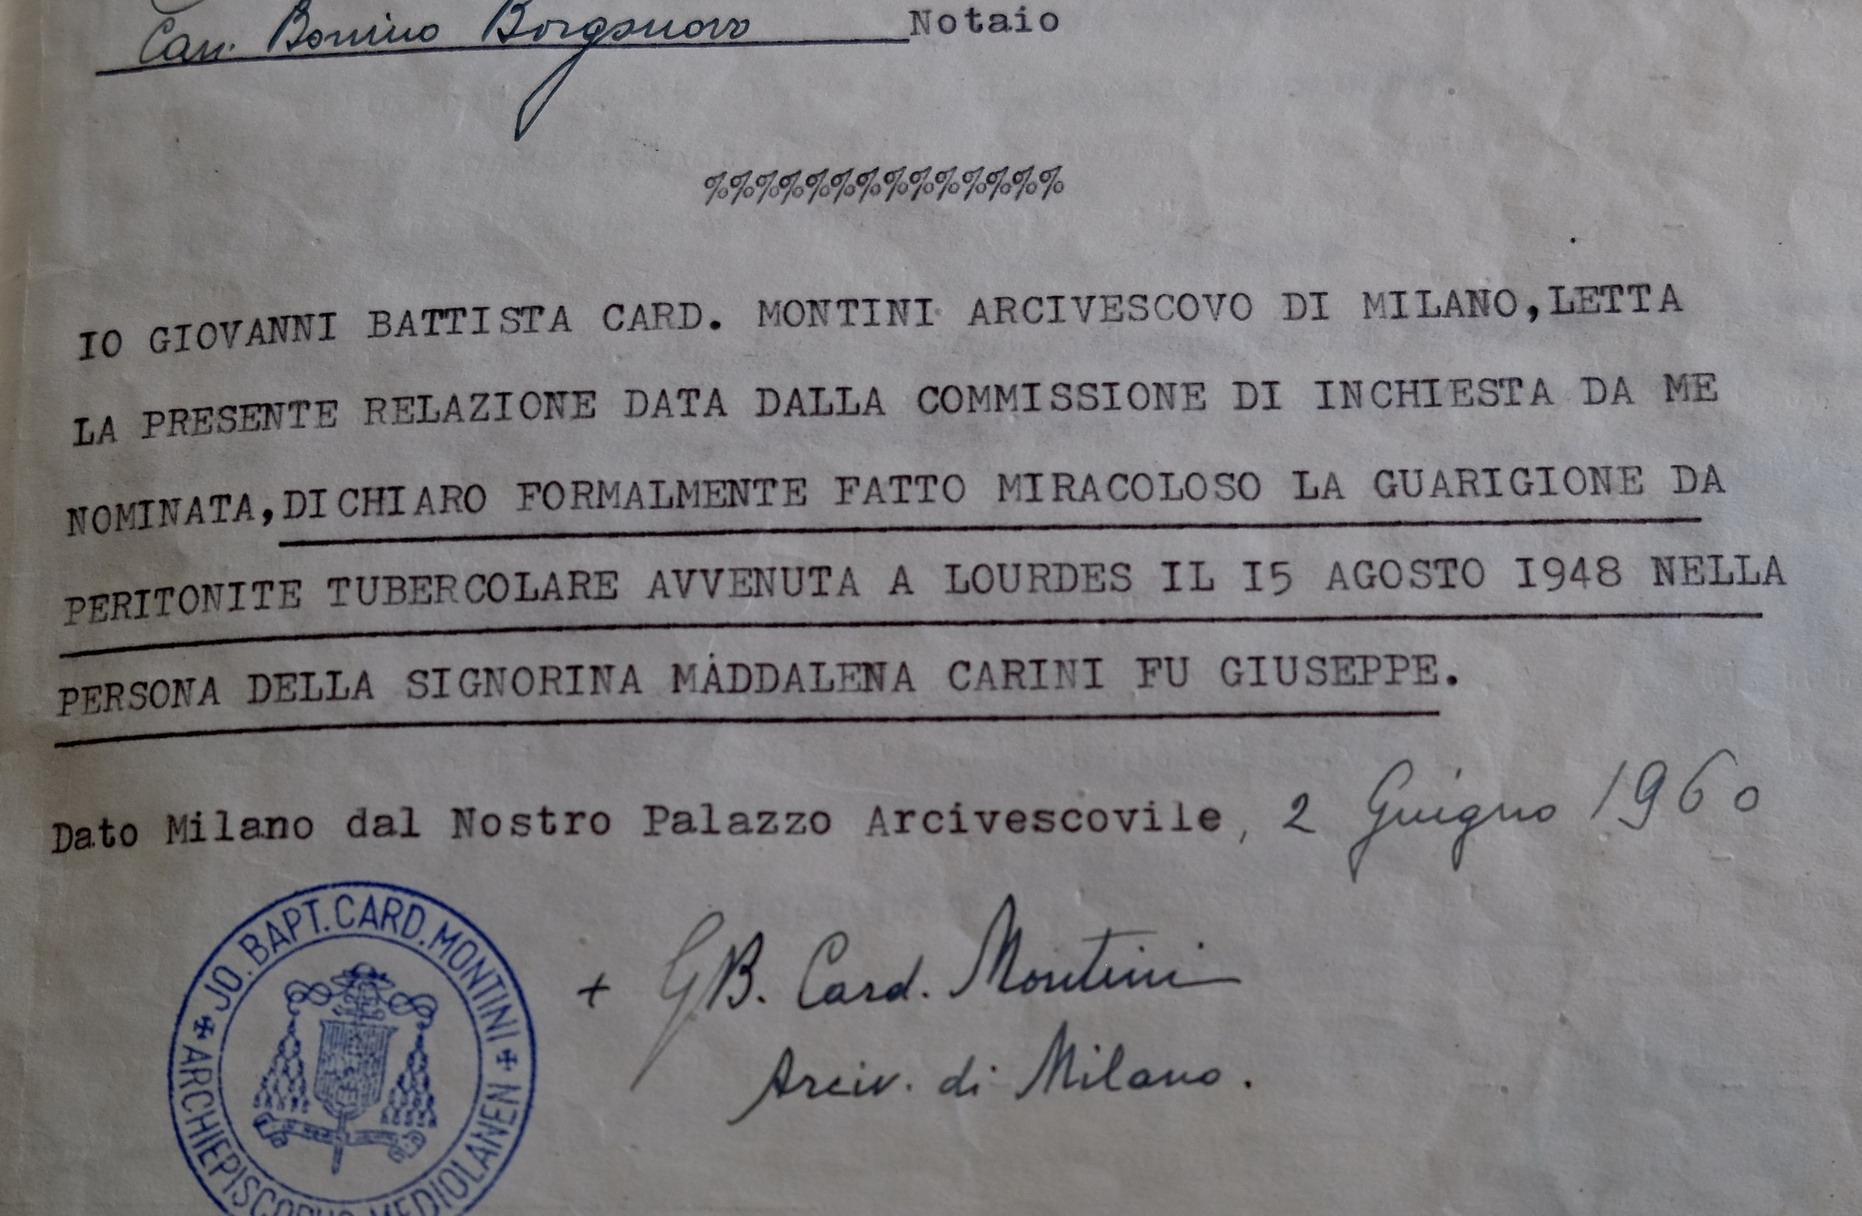 Can. Bonino Borgonovo Notaio
%%%%%%%%%%%%%%
IO GIOVANNI BATTISTA CARD. MONTINI ARCIVESCOVO DI MILANO,LETTA
LA PRESENTE RELAZIONE DATA DALLA COMMISSIONE DI INCHIESTA DA ME
NOMINATA,DICHIARO FORMALMENTE FATTO MIRACOLOSO LA GUARIGIONE DA
PERITONITE TUBERCOLARE AVVENUTA A LOURDES IL I5 AGOSTO I948 NELLA
PERSONA DELLA SIGNORINA MADDALENA CARINI FU GIUSEPPE.
Dato Milano dal Nostro Palazzo Arcivescovile, 2 Giugno 1960
+ GB. Card. Montini
Arciv. di Milano.
JO. BAPT. CARD. MONTINI
ARCHIEPISCOPUS MEDIOLANEN